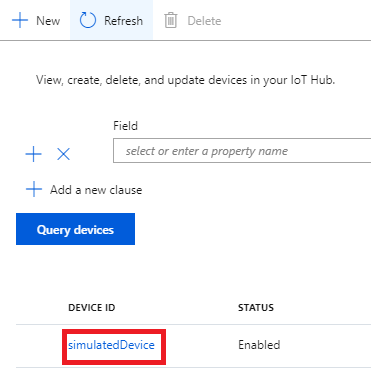 New Refresh Delete
View, create, delete, and update devices in your IoT Hub.
Field
select or enter a property name
Add a new clause
Query devices
DEVICE ID STATUS
simulatedDevice Enabled